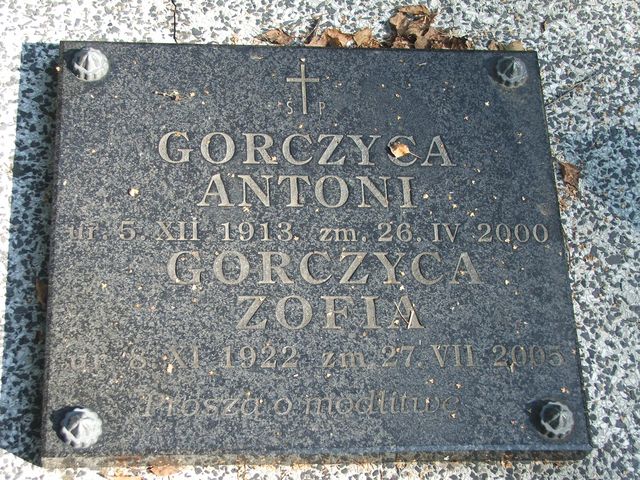 Ś P
GORCZYCA
ANTONI
ur 5. XII 1913. zm. 26. IV 2000
GORCZYCA
ZOFIA
ur 8. XI 1922 zm. 27. VII 2005
Proszą o modlitwę